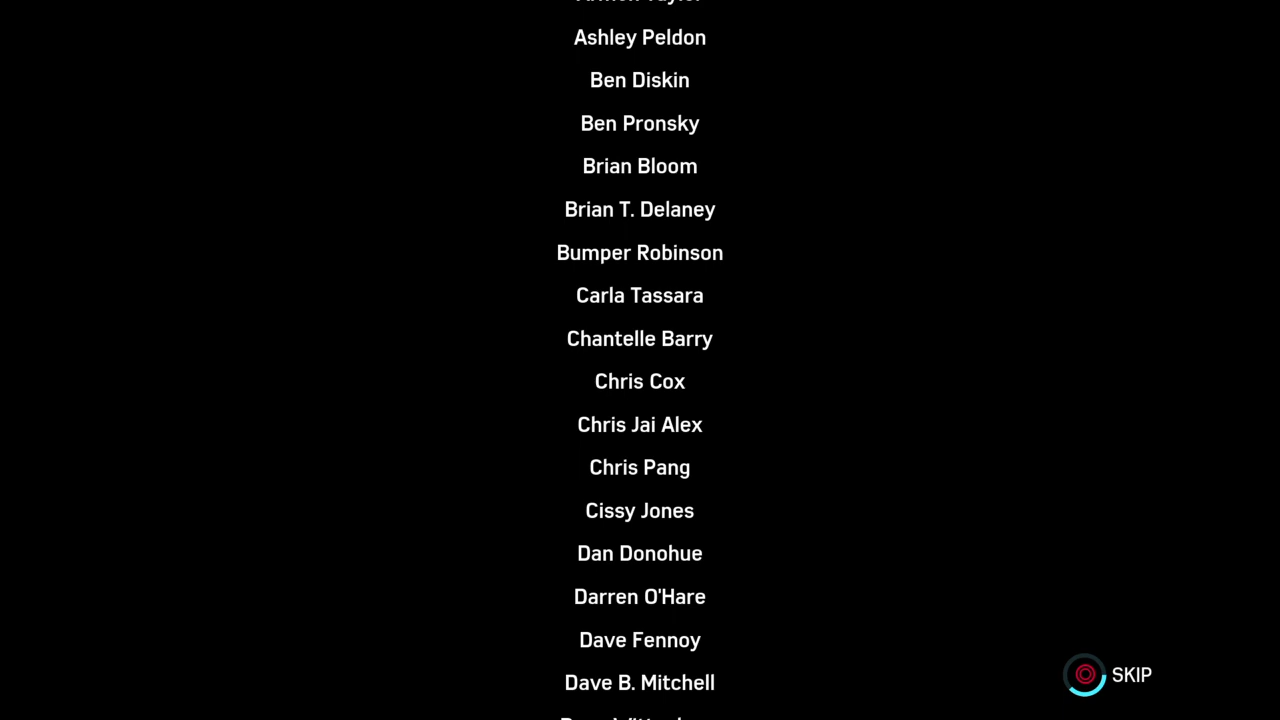 Ashley Peldon
Ben Diskin
Ben Pronsky
Brian Bloom
Brian T. Delaney
Bumper Robinson
Carla Tassara
Chantelle Barry
Chris Cox
Chris Jai Alex
Chris Pang
Cissy Jones
Dan Donohue
Darren O'Hare
Dave Fennoy
Dave B. Mitchell
SKIP